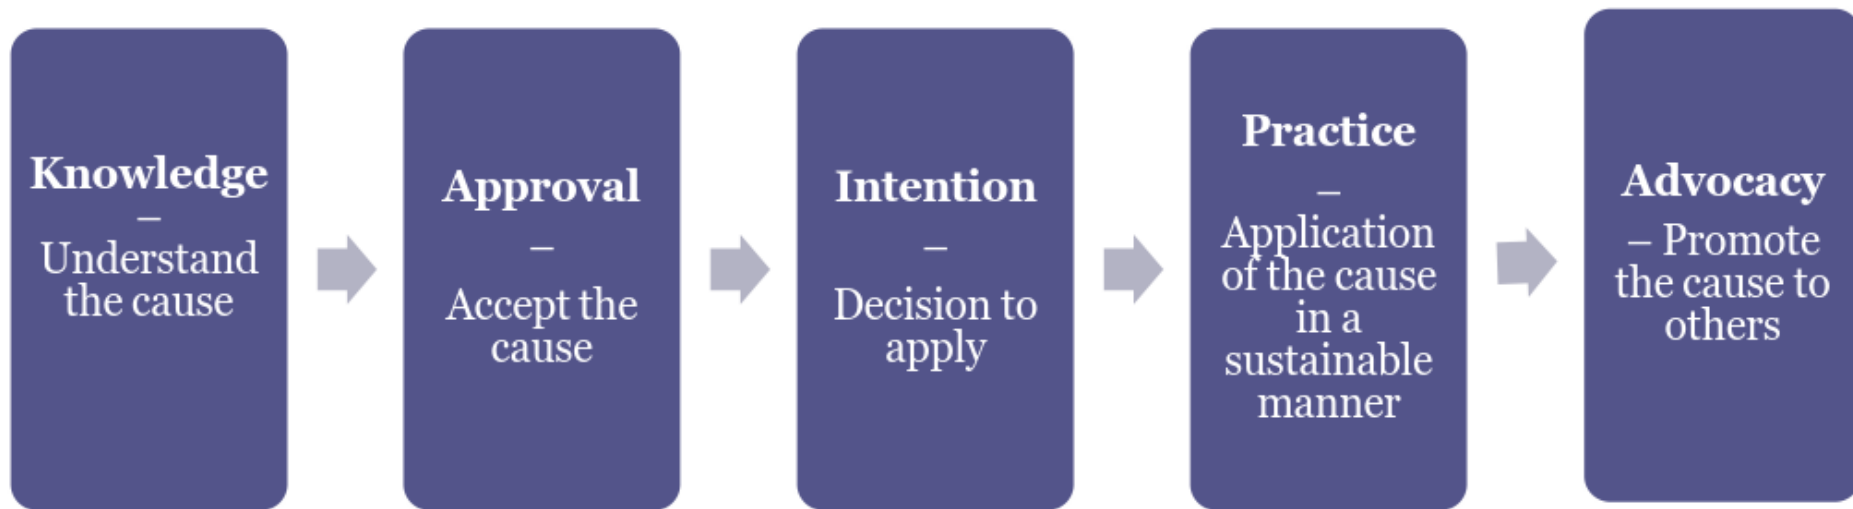 Knowledge
–
Understand
the cause
Approval
–
Accept the
cause
Intention
–
Decision to
apply
Practice
–
Application
of the cause
in a
sustainable
manner
Advocacy
– Promote
the cause to
others